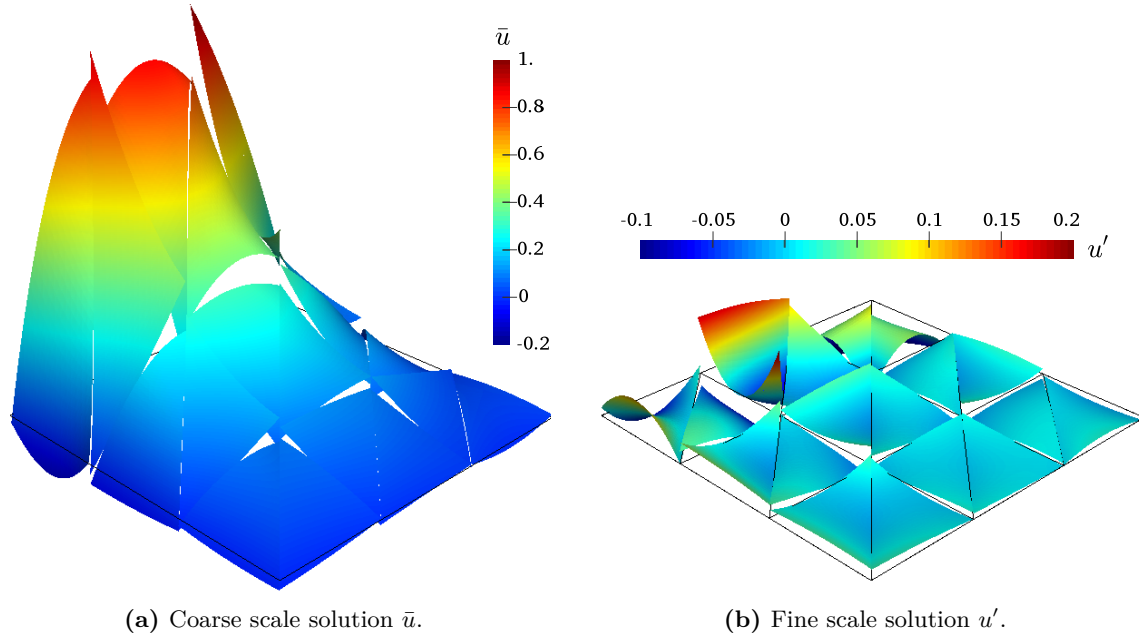 ū
1.
0.8
0.6
0.4
0.2
0
-0.2
-0.1 -0.05 0 0.05 0.1 0.15 0.2
u′
(a) Coarse scale solution ū.
(b) Fine scale solution u′.